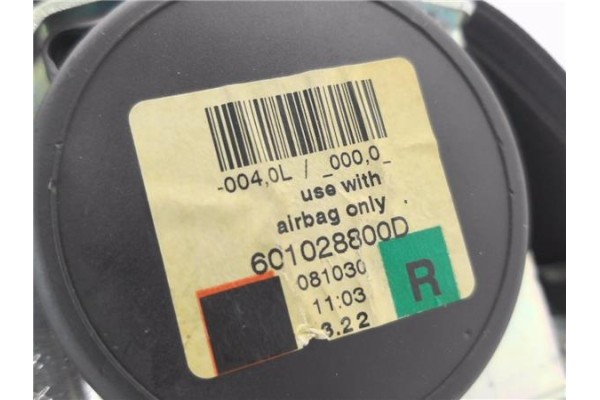 -004,0L / _000,0_
use with
airbag only .
601028800D
081030
R
11:03
3.22